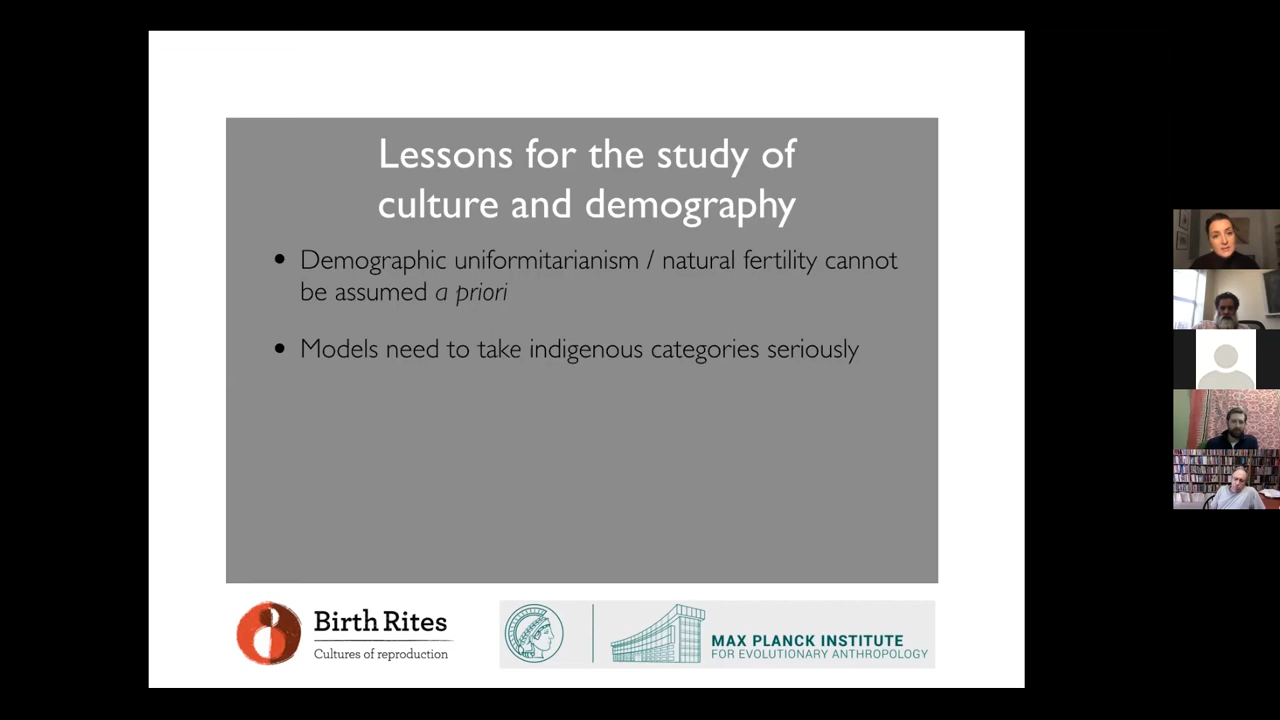 Lessons for the study of
culture and demography
• Demographic uniformitarianism / natural fertility cannot
be assumed a priori
• Models need to take indigenous categories seriously
Birth Rites
Cultures of reproduction
MAX PLANCK INSTITUTE
FOR EVOLUTIONARY ANTHROPOLOGY